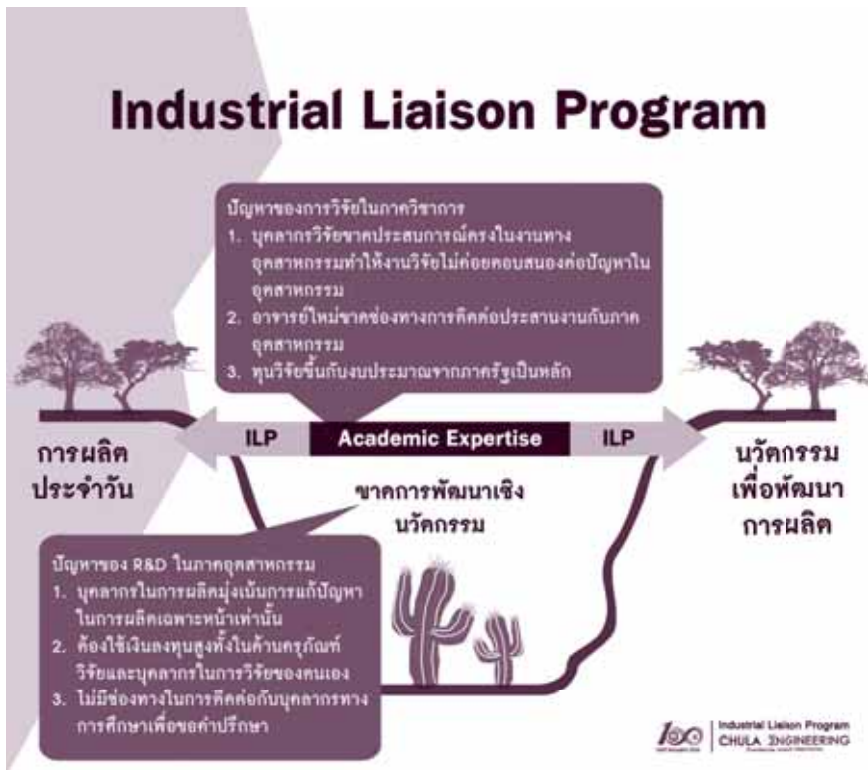 Industrial Liaison Program
ปัญหาของการวิจัยในภาควิชาการ
1. บุคลากรวิจัยขาดประสบการณ์ตรงในงานทาง
อุตสาหกรรมทำให้งานวิจัยไม่ค่อยตอบสนองต่อปัญหาใน
อุตสาหกรรม
2. อาจารย์ใหม่ขาดช่องทางการติดต่อประสานงานกับภาค
อุตสาหกรรม
3. ทุนวิจัยขึ้นกับงบประมาณจากภาครัฐเป็นหลัก
ILP
Academic Expertise
ILP
การผลิต
ประจำวัน
ขาดการพัฒนาเชิง
นวัตกรรม
นวัตกรรม
เพื่อพัฒนา
การผลิต
ปัญหาของ R&D ในภาคอุตสาหกรรม
1. บุคลากรในการผลิตมุ่งเน้นการแก้ปัญหา
ในการผลิตเฉพาะหน้าเท่านั้น
2. ต้องใช้เงินลงทุนสูงทั้งในด้านครุภัณฑ์
วิจัยและบุคลากรในการวิจัยของตนเอง
3. ไม่มีช่องทางในการติดต่อกับบุคลากรทาง
การศึกษาเพื่อขอคำปรึกษา
100
Industrial Liaison Program
CHULA ENGINEERING